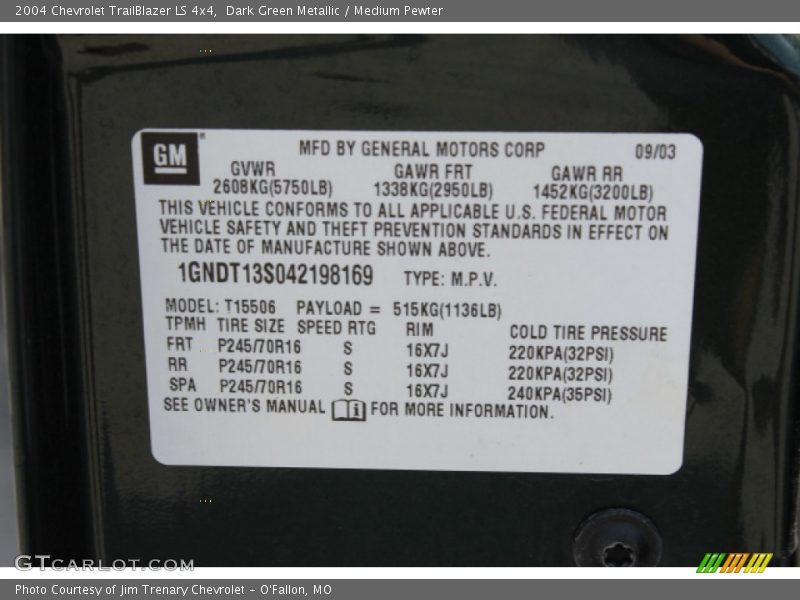 2004 Chevrolet TrailBlazer LS 4x4, Dark Green Metallic / Medium Pewter
GM
MFD BY GENERAL MOTORS CORP 09/03
GVWR GAWR FRT GAWR RR
2608KG(5750LB) 1338KG(2950LB) 1452KG(3200LB)
THIS VEHICLE CONFORMS TO ALL APPLICABLE U.S. FEDERAL MOTOR
VEHICLE SAFETY AND THEFT PREVENTION STANDARDS IN EFFECT ON
THE DATE OF MANUFACTURE SHOWN ABOVE.
1GNDT13S042198169 TYPE: M.P.V.
MODEL: T15506 PAYLOAD = 515KG(1136LB)
TPMH TIRE SIZE SPEED RTG RIM COLD TIRE PRESSURE
FRT P245/70R16 S 16X7J 220KPA(32PSI)
RR P245/70R16 S 16X7J 220KPA(32PSI)
SPA P245/70R16 S 16X7J 240KPA(35PSI)
SEE OWNER'S MANUAL i FOR MORE INFORMATION.
GTCARLOT.COM
Photo Courtesy of Jim Trenary Chevrolet - O'Fallon, MO